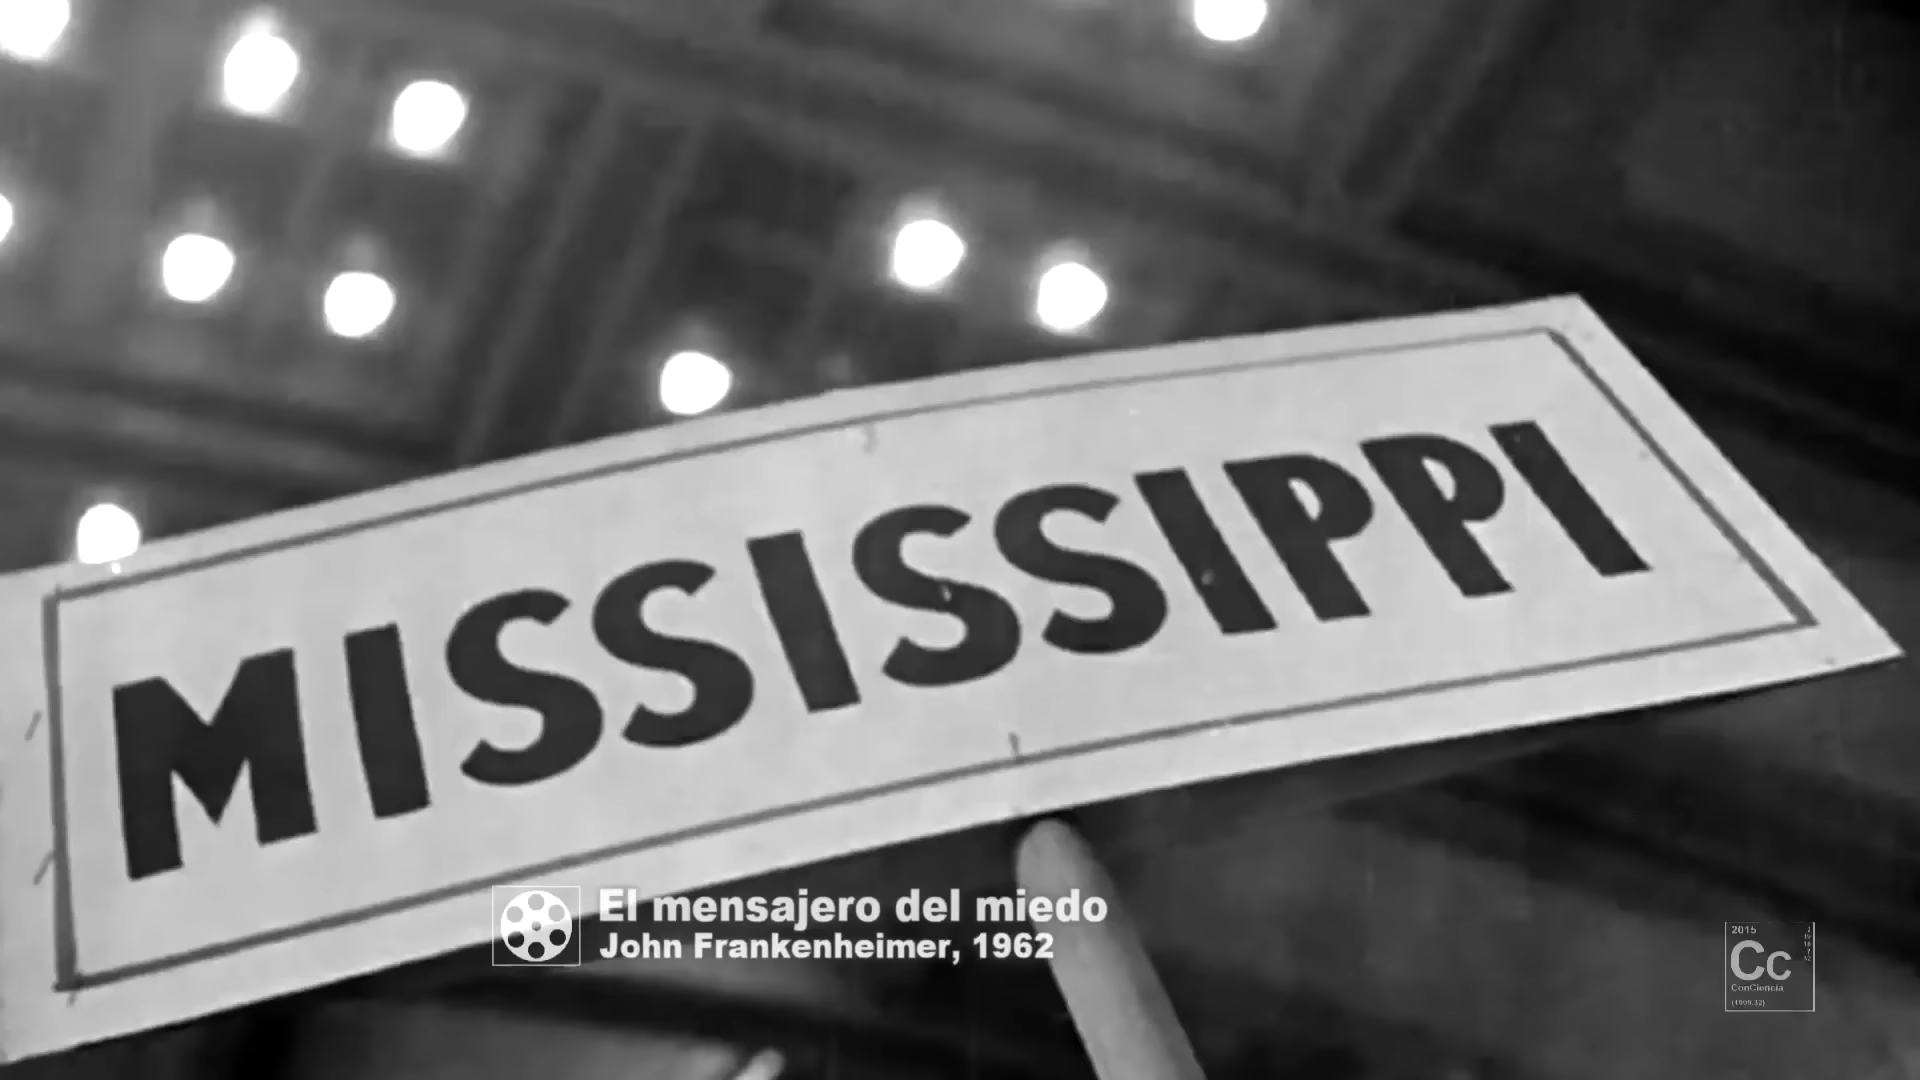 MISSISSIPPI
El mensajero del miedo
John Frankenheimer, 1962
2015
Cc
ConCiencia